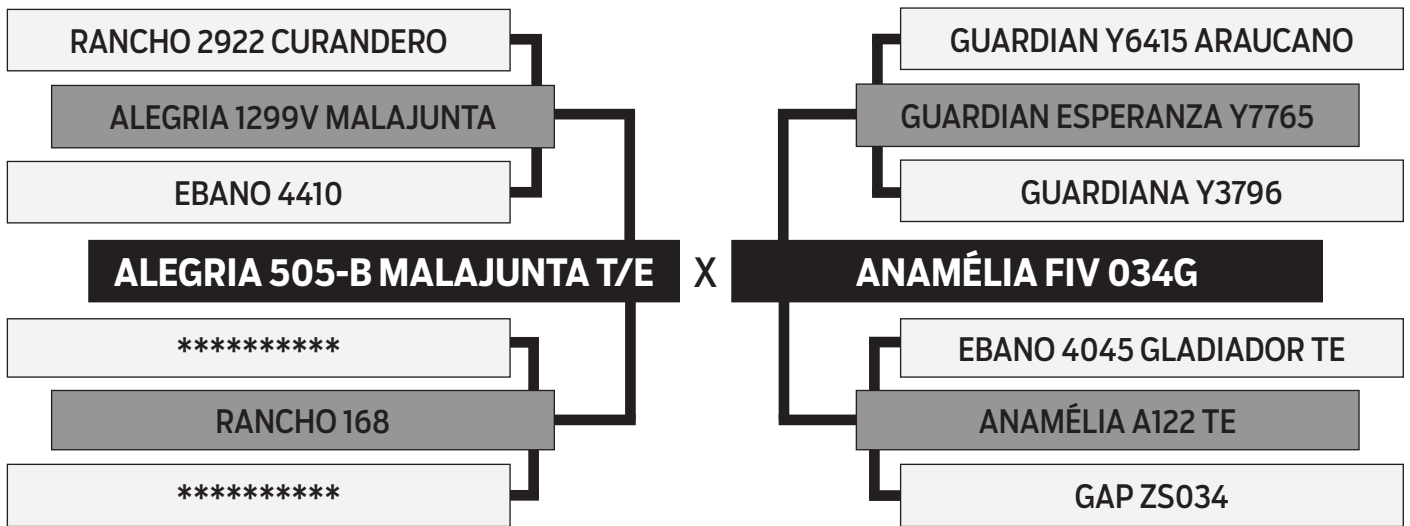 RANCHO 2922 CURANDERO
ALEGRIA 1299V MALAJUNTA
EBANO 4410
ALEGRIA 505-B MALAJUNTA T/E
**********
RANCHO 168
**********
X
GUARDIAN Y6415 ARAUCANO
GUARDIAN ESPERANZA Y7765
GUARDIANA Y3796
ANAMÉLIA FIV 034G
EBANO 4045 GLADIADOR TE
ANAMÉLIA A122 TE
GAP ZS034